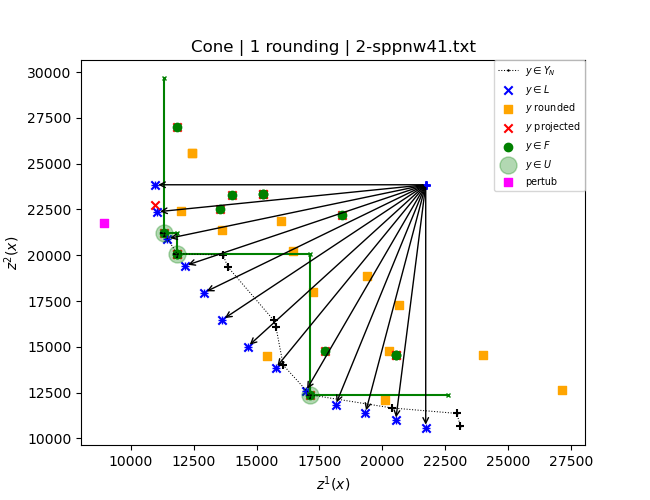 Cone | 1 rounding | 2-sppnw41.txt
30000
27500
25000
22500
20000
17500
15000
12500
10000
z²(x)
10000 12500 15000 17500 20000 22500 25000 27500
z¹(x)
y ∈ Y_N
y ∈ L
y rounded
y projected
y ∈ F
y ∈ U
pertub